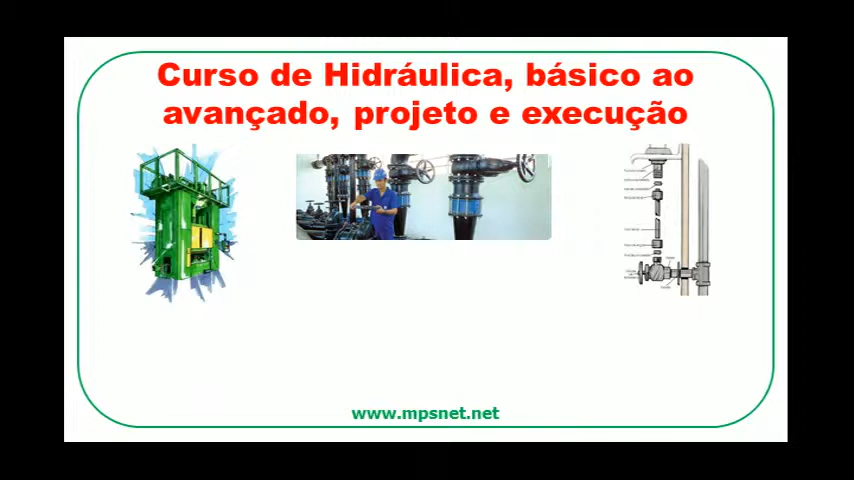 Curso de Hidráulica, básico ao
avançado, projeto e execução
www.mpsnet.net